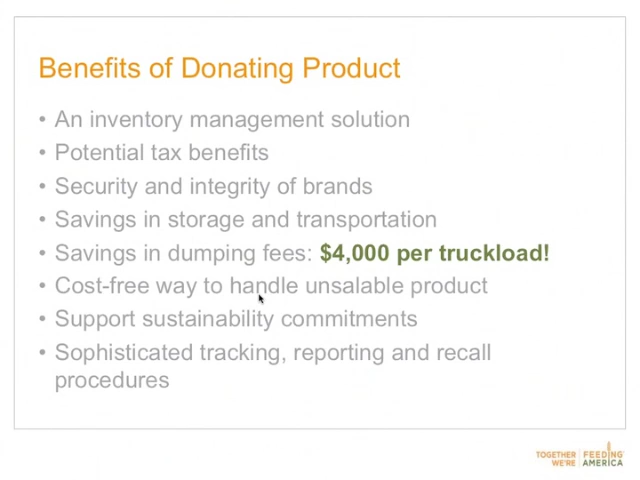 Benefits of Donating Product
• An inventory management solution
• Potential tax benefits
• Security and integrity of brands
• Savings in storage and transportation
• Savings in dumping fees: $4,000 per truckload!
• Cost-free way to handle unsalable product
• Support sustainability commitments
• Sophisticated tracking, reporting and recall
procedures
TOGETHER
WE'RE
FEEDING
AMERICA